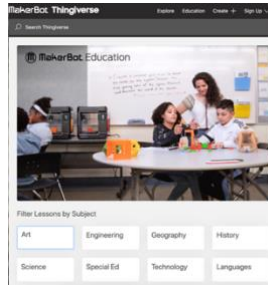 MakerBot Thingiverse
Explore Education Create + Sign Up
Search Thingiverse
MakerBot Education
Filter Lessons by Subject
Art Engineering Geography History
Science Special Ed Technology Languages